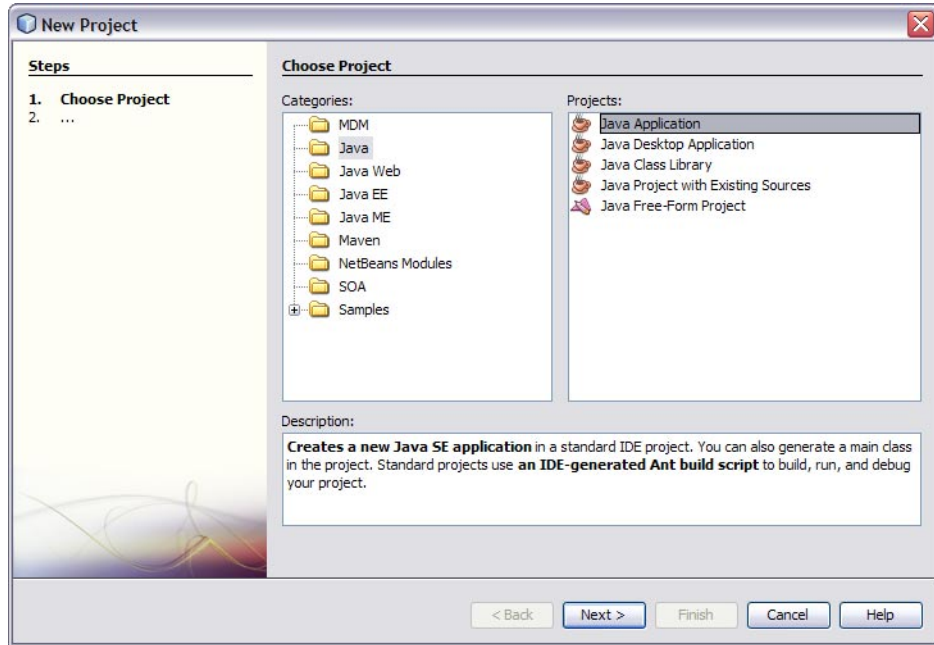 New Project
Steps
1. Choose Project
2. ...
Choose Project
Categories:
MDM
Java
Java Web
Java EE
Java ME
Maven
NetBeans Modules
SOA
Samples
Projects:
Java Application
Java Desktop Application
Java Class Library
Java Project with Existing Sources
Java Free-Form Project
Description:
Creates a new Java SE application in a standard IDE project. You can also generate a main class
in the project. Standard projects use an IDE-generated Ant build script to build, run, and debug
your project.
< Back
Next >
Finish
Cancel
Help